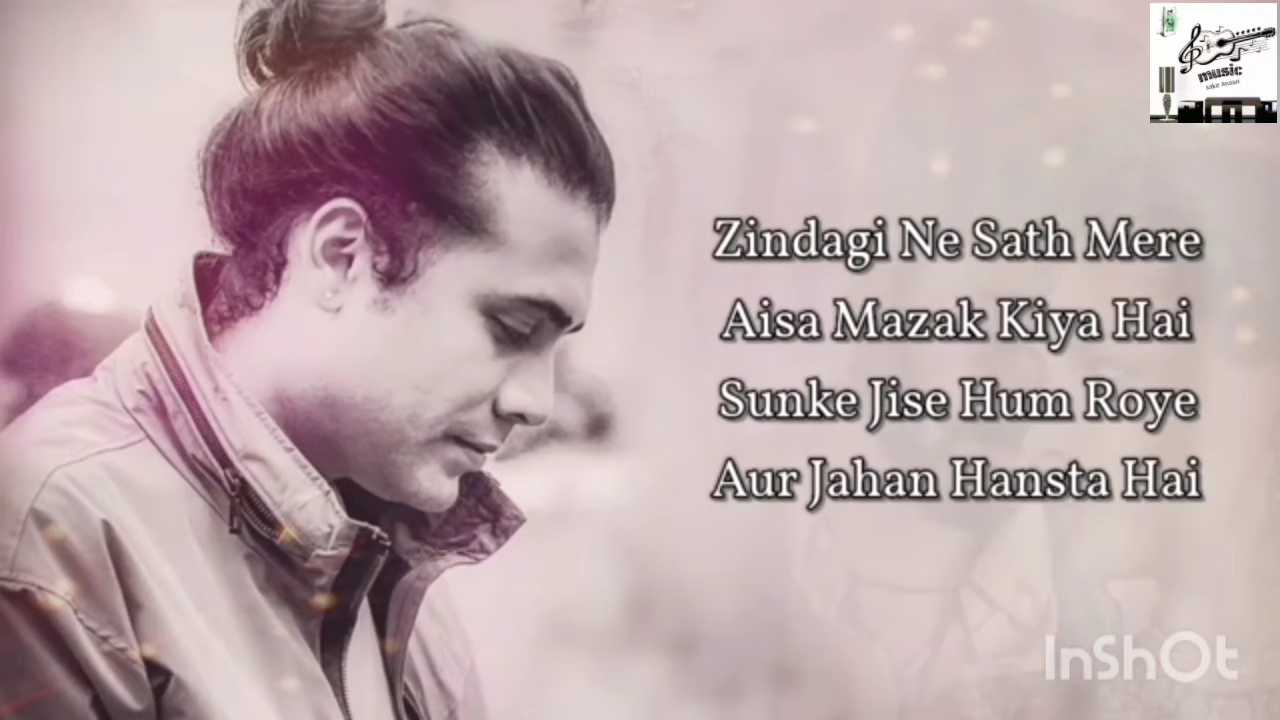 music
Zindagi Ne Sath Mere
Aisa Mazak Kiya Hai
Sunke Jise Hum Roye
Aur Jahan Hansta Hai
InShOt